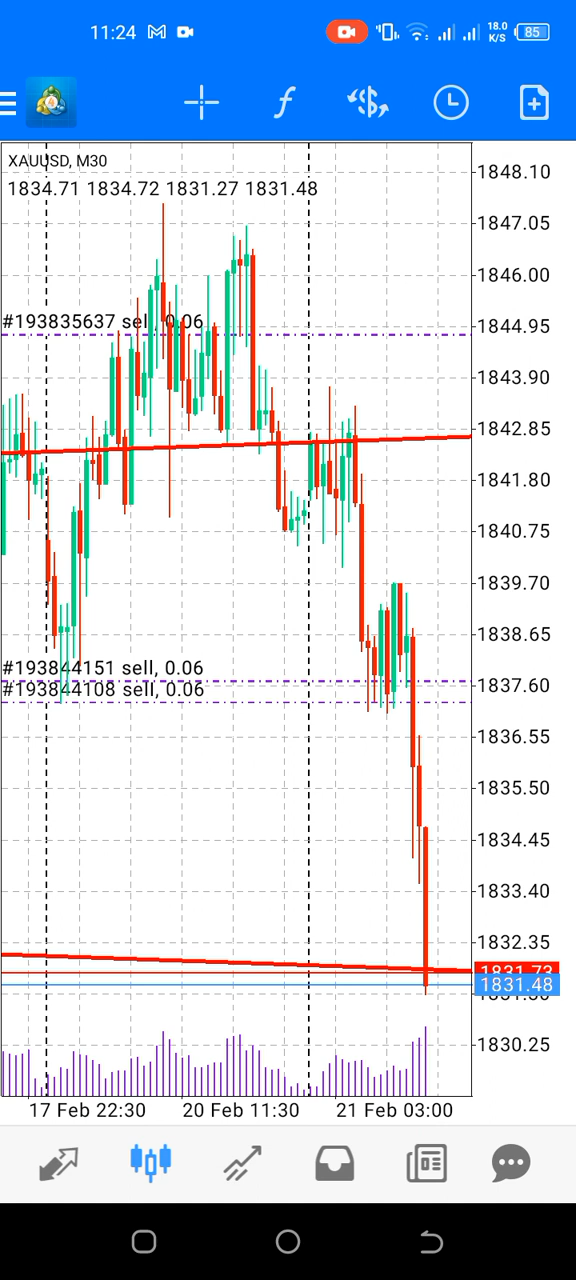 11:24
18.0
K/S
85
XAUUSD, M30
1834.71 1834.72 1831.27 1831.48
1848.10
1847.05
1846.00
#193835637 sell, 0.06
1844.95
1843.90
1842.85
1841.80
1840.75
1839.70
1838.65
#193844151 sell, 0.06
1837.60
#193844108 sell, 0.06
1836.55
1835.50
1834.45
1833.40
1832.35
1831.73
1831.48
1830.25
17 Feb 22:30
20 Feb 11:30
21 Feb 03:00